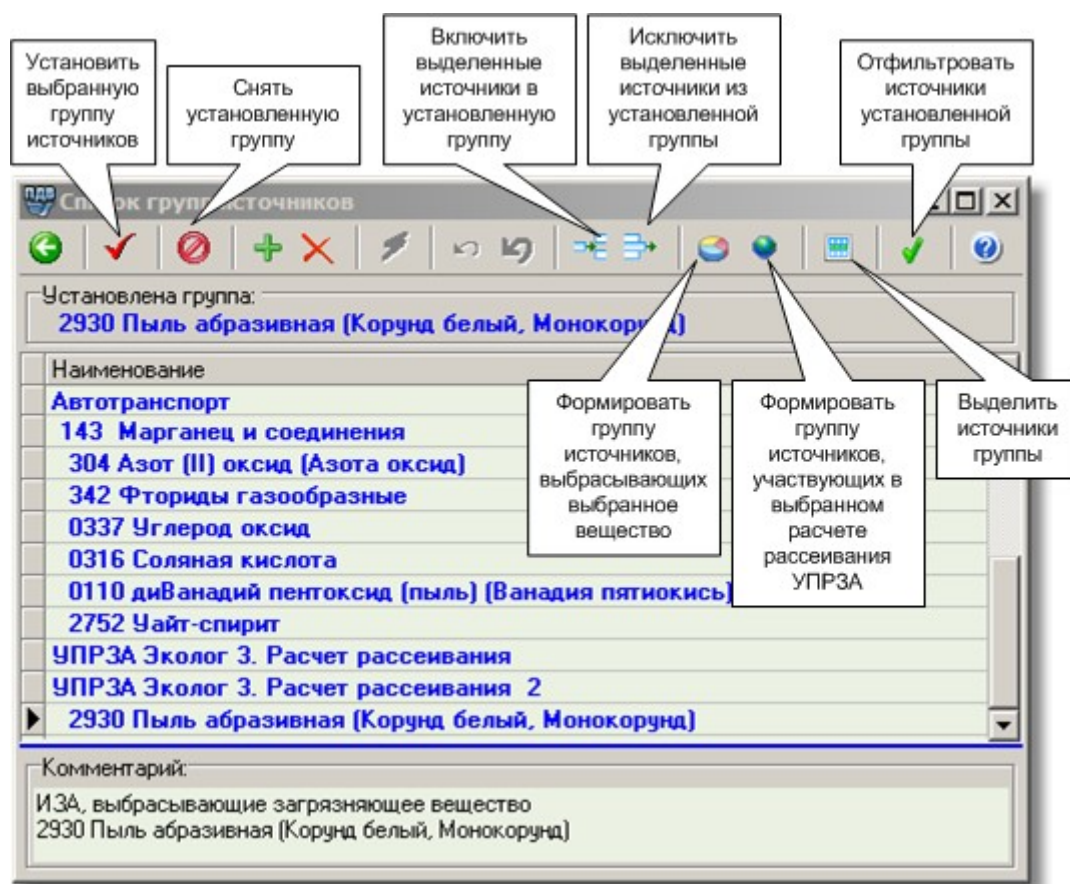 Установить
выбранную
группу
источников
Снять
установленную
группу
Включить
выделенные
источники в
установленную
группу
Исключить
выделенные
источники из
установленной
группы
Отфильтровать
источники
установленной
группы
ПДВ
Список групп источников
Установлена группа:
2930 Пыль абразивная (Корунд белый, Монокорунд)
Наименование
Автотранспорт
143 Марганец и соединения
304 Азот (II) оксид (Азота оксид)
342 Фториды газообразные
0337 Углерод оксид
0316 Соляная кислота
0110 диВанадий пентоксид (пыль) (Ванадия пятиокись)
2752 Уайт-спирит
УПРЗА Эколог 3. Расчет рассеивания
УПРЗА Эколог 3. Расчет рассеивания 2
2930 Пыль абразивная (Корунд белый, Монокорунд)
Формировать
группу
источников,
выбрасывающих
выбранное
вещество
Формировать
группу
источников,
участвующих в
выбранном
расчете
рассеивания
УПРЗА
Выделить
источники
группы
Комментарий:
ИЗА, выбрасывающие загрязняющее вещество
2930 Пыль абразивная (Корунд белый, Монокорунд)